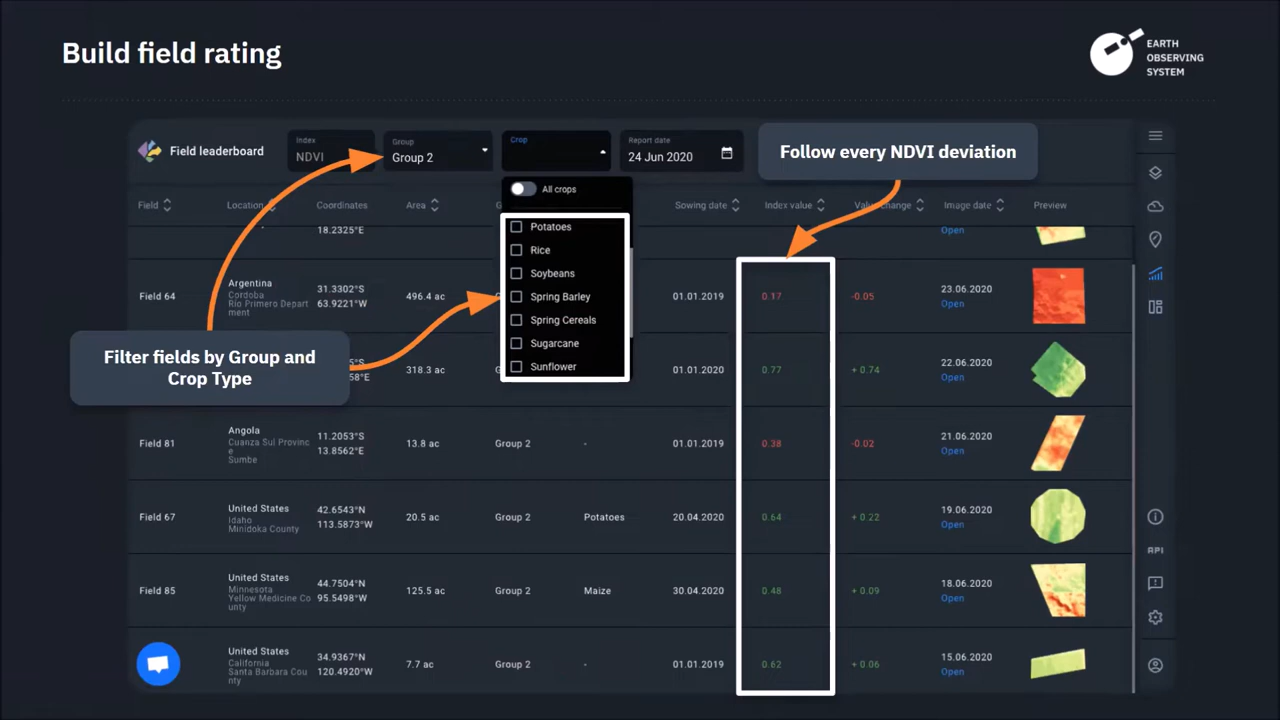 Build field rating
EARTH
OBSERVING
SYSTEM
Field leaderboard
Index
NDVI
Group
Group 2
Crop
Report date
24 Jun 2020
Follow every NDVI deviation
All crops
Field
Location
Coordinates
Area
Sowing date
Index value
Value change
Image date
Preview
Potatoes
Rice
Soybeans
Spring Barley
Spring Cereals
Sugarcane
Sunflower
18.2325°E
Open
Field 64
Argentina
Cordoba
Rio Primero Depart
ment
31.3302°S
63.9221°W
496.4 ac
01.01.2019
0.17
-0.05
23.06.2020
Open
Filter fields by Group and
Crop Type
318.3 ac
01.01.2020
0.77
+ 0.74
22.06.2020
Open
Field 81
Angola
Cuanza Sul Provinc
e
Sumbe
11.2053°S
13.8562°E
13.8 ac
Group 2
-
01.01.2019
0.38
-0.02
21.06.2020
Open
Field 67
United States
Idaho
Minidoka County
42.6543°N
113.5873°W
20.5 ac
Group 2
Potatoes
20.04.2020
0.64
+ 0.22
19.06.2020
Open
API
Field 85
United States
Minnesota
Yellow Medicine Co
unty
44.7504°N
95.5498°W
125.5 ac
Group 2
Maize
30.04.2020
0.48
+ 0.09
18.06.2020
Open
United States
California
Santa Barbara Cou
nty
34.9367°N
120.4920°W
7.7 ac
Group 2
-
01.01.2019
0.62
+ 0.06
15.06.2020
Open